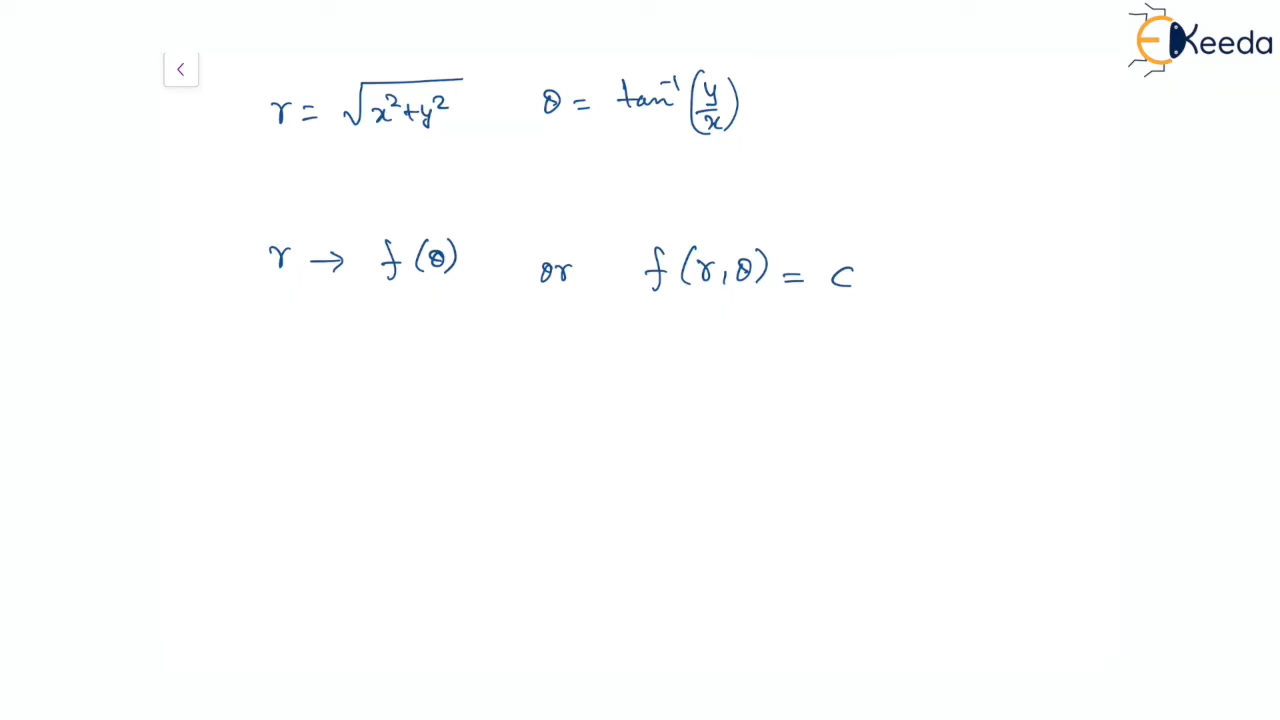 EKeeda
r = √(x²+y²) θ = tan⁻¹(y/x)
r → f(θ) or f(r,θ) = c